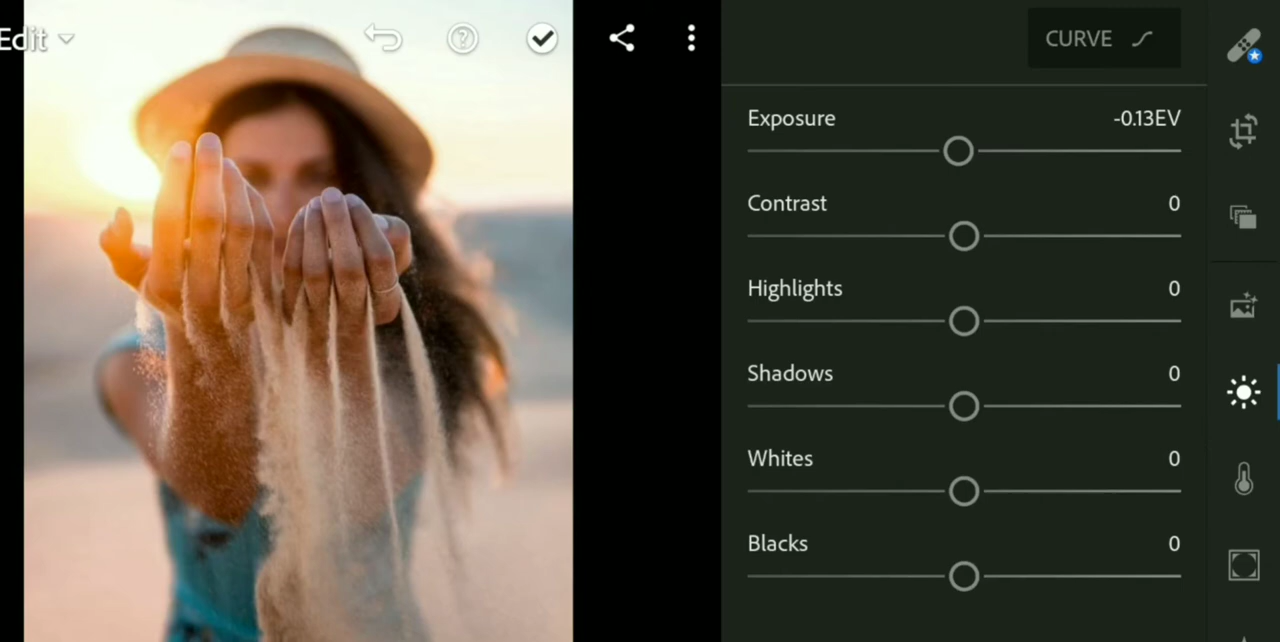 Edit
CURVE
Exposure -0.13EV
Contrast 0
Highlights 0
Shadows 0
Whites 0
Blacks 0